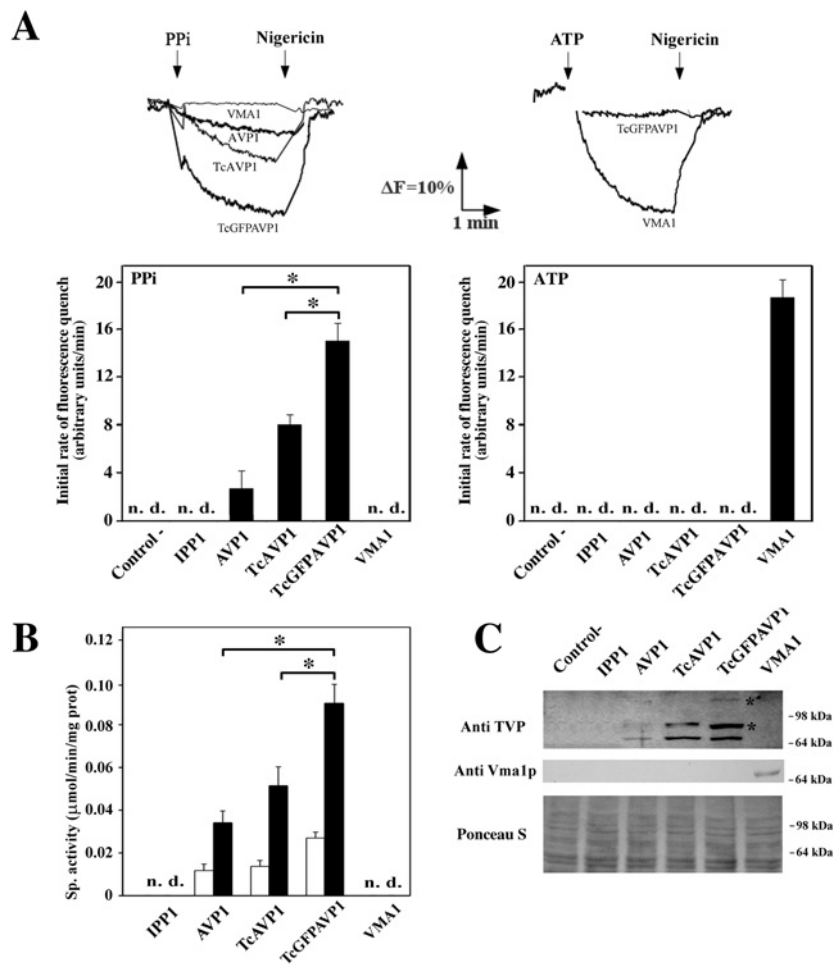 A
PPi
Nigericin
VMA1
AVP1
TcAVP1
TcGFPAVP1
ΔF=10%
1 min
ATP
Nigericin
TcGFPAVP1
VMA1
PPi
Initial rate of fluorescence quench
(arbitrary units/min)
20
16
12
8
4
0
*
*
n. d.
n. d.
n. d.
Control -
IPP1
AVP1
TcAVP1
TcGFPAVP1
VMA1
ATP
Initial rate of fluorescence quench
(arbitrary units/min)
20
16
12
8
4
0
n. d.
n. d.
n. d.
n. d.
n. d.
Control -
IPP1
AVP1
TcAVP1
TcGFPAVP1
VMA1
B
Sp. activity (μmol/min/mg prot)
0.12
0.10
0.08
0.06
0.04
0.02
0
*
*
n. d.
n. d.
IPP1
AVP1
TcAVP1
TcGFPAVP1
VMA1
C
Control-
IPP1
AVP1
TcAVP1
TcGFPAVP1
VMA1
Anti TVP
*
*
-98 kDa
-64 kDa
Anti Vma1p
-64 kDa
Ponceau S
-98 kDa
-64 kDa